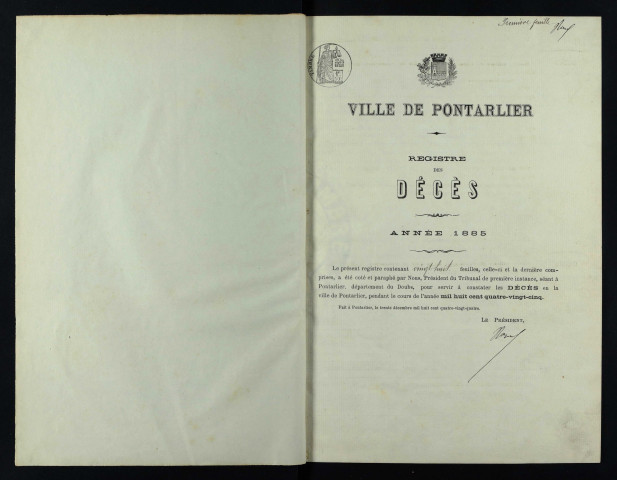 Première feuille
VILLE DE PONTARLIER
REGISTRE
DES
DÉCÈS
ANNÉE 1885
Le présent registre contenant vingt huit feuilles, celle-ci et la dernière com-
prises, a été coté et paraphé par Nous, Président du Tribunal de première instance, séant à
Pontarlier, département du Doubs, pour servir à constater les DÉCÈS en la
ville de Pontarlier, pendant le cours de l'année mil huit cent quatre-vingt-cinq.
Fait à Pontarlier, le trente décembre mil huit cent quatre-vingt-quatre.
LE PRÉSIDENT,